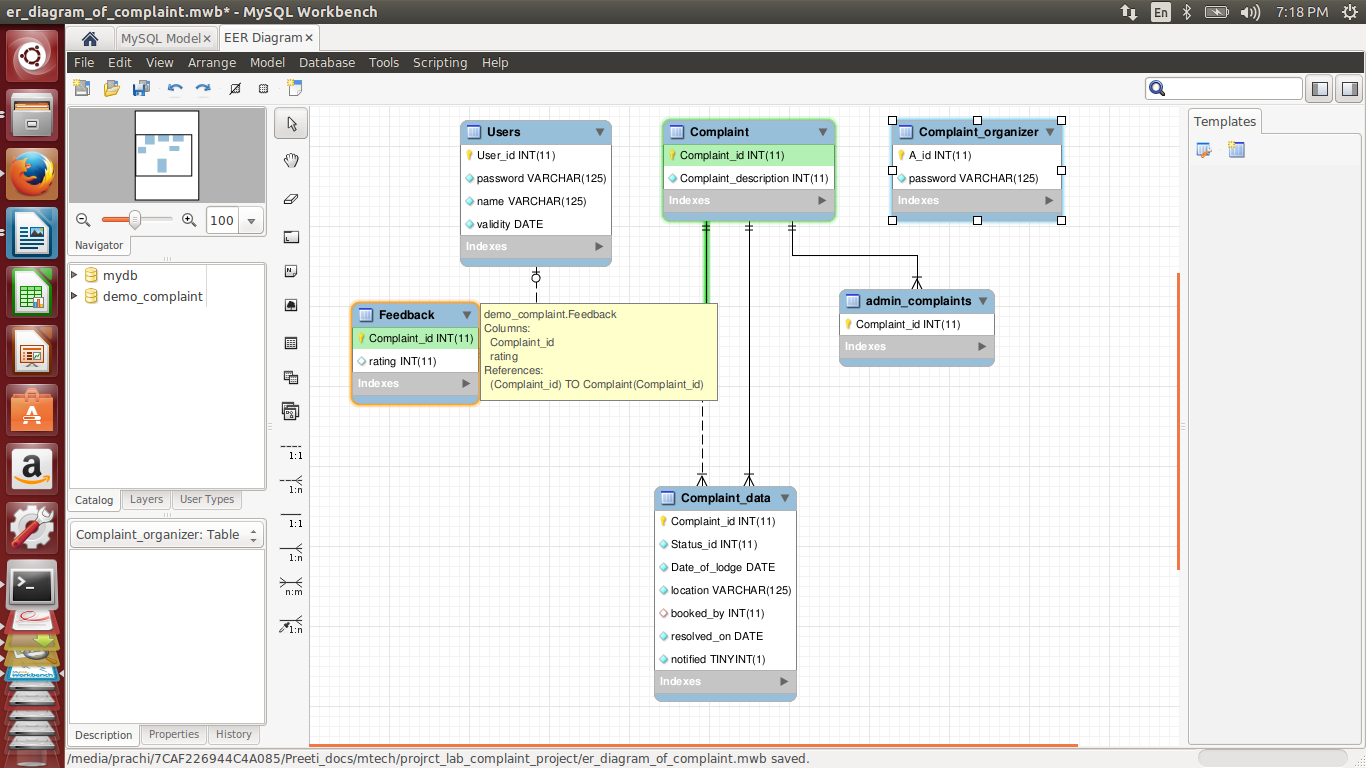 er_diagram_of_complaint.mwb* - MySQL Workbench
En
7:18 PM
MySQL Model×
EER Diagram×
File Edit View Arrange Model Database Tools Scripting Help
100
Navigator
mydb
demo_complaint
Catalog Layers User Types
Complaint_organizer: Table
Description Properties History
1:1
1:n
1:1
1:n
n:m
1:n
Users
User_id INT(11)
password VARCHAR(125)
name VARCHAR(125)
validity DATE
Indexes
Complaint
Complaint_id INT(11)
Complaint_description INT(11)
Indexes
Complaint_organizer
A_id INT(11)
password VARCHAR(125)
Indexes
Feedback
Complaint_id INT(11)
rating INT(11)
Indexes
demo_complaint.Feedback
Columns:
Complaint_id
rating
References:
(Complaint_id) TO Complaint(Complaint_id)
admin_complaints
Complaint_id INT(11)
Indexes
Complaint_data
Complaint_id INT(11)
Status_id INT(11)
Date_of_lodge DATE
location VARCHAR(125)
booked_by INT(11)
resolved_on DATE
notified TINYINT(1)
Indexes
Templates
/media/prachi/7CAF226944C4A085/Preeti_docs/mtech/projrct_lab_complaint_project/er_diagram_of_complaint.mwb saved.